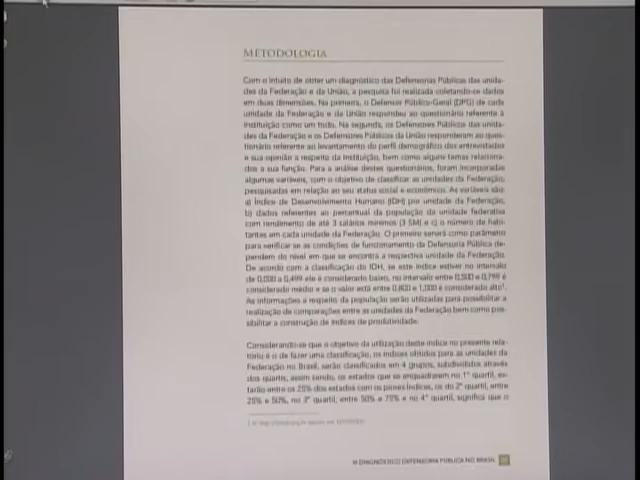 METODOLOGIA
Com o intuito de obter um diagnóstico das Defensorias Públicas das unida-
des da Federação e da União, a pesquisa foi realizada coletando-se dados
em duas dimensões. Na primeira, o Defensor Público-Geral (DPG) de cada
unidade da Federação e da União respondeu ao questionário referente à
instituição como um todo. Na segunda, os Defensores Públicos das unida-
des da Federação e os Defensores Públicos da União responderam ao ques-
tionário referente ao levantamento do perfil demográfico dos entrevistados
e sua opinião a respeito da instituição, bem como alguns temas relaciona-
dos a sua função. Para a análise destes questionários, foram incorporadas
algumas variáveis, com o objetivo de classificar as unidades da Federação,
pesquisadas em relação ao seu status social e econômico. As variáveis são:
a) Índice de Desenvolvimento Humano (IDH) por unidade da Federação,
b) dados referentes ao percentual da população da unidade federativa
com rendimento de até 3 salários mínimos (3 SM) e c) o número de habi-
tantes em cada unidade da Federação. O primeiro servirá como parâmetro
para verificar se as condições de funcionamento da Defensoria Pública de-
pendem do nível em que se encontra a respectiva unidade da Federação.
De acordo com a classificação do IDH, se este índice estiver no intervalo
de 0,000 a 0,499 ele é considerado baixo, no intervalo entre 0,500 e 0,799 é
considerado médio e se o valor está entre 0,800 e 1,000 é considerado alto¹.
As informações a respeito da população serão utilizadas para possibilitar a
realização de comparações entre as unidades da Federação bem como pos-
sibilitar a construção de índices de produtividade.
Considerando-se que o objetivo da utilização deste índice no presente rela-
tório é o de fazer uma classificação, os índices obtidos para as unidades da
Federação no Brasil, serão classificados em 4 grupos, subdivididos através
dos quartis, assim sendo, os estados que se enquadrarem no 1º quartil, es-
tarão entre os 25% dos estados com os piores índices, os do 2º quartil, entre
25% e 50%, no 3º quartil, entre 50% e 75% e no 4º quartil, significa que o
III DIAGNÓSTICO DEFENSORIA PÚBLICA NO BRASIL